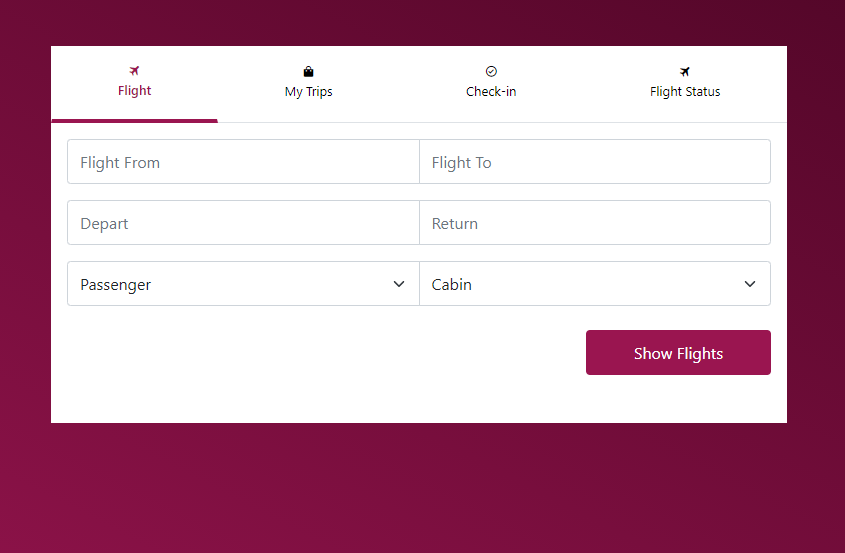 Flight
My Trips
Check-in
Flight Status
Flight From
Flight To
Depart
Return
Passenger
Cabin
Show Flights